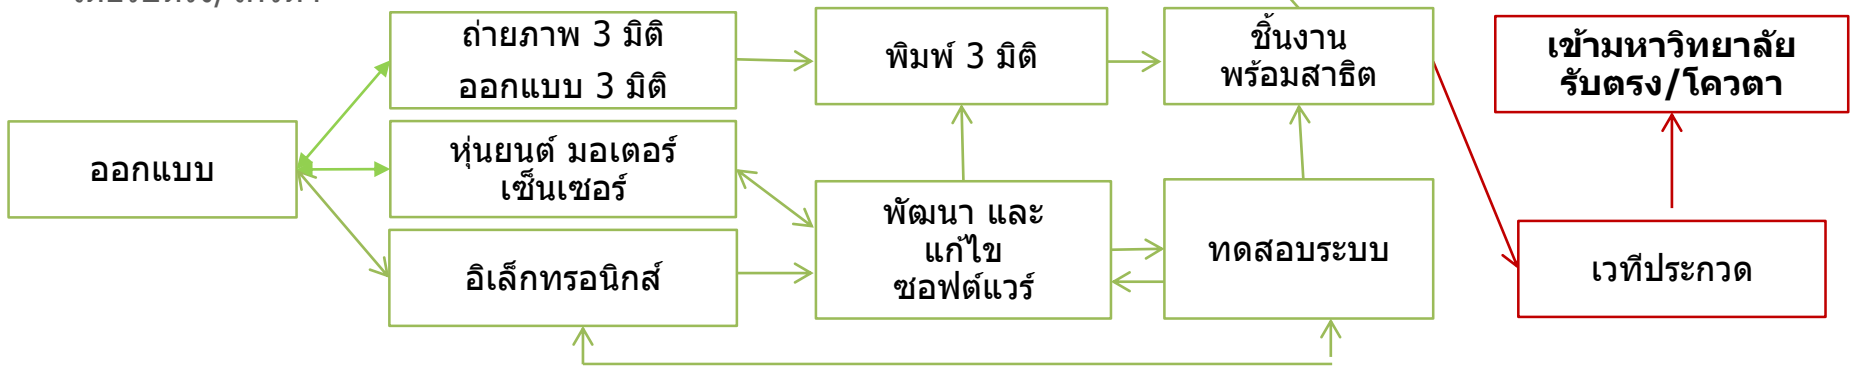 ถ่ายภาพ 3 มิติ
ออกแบบ 3 มิติ
พิมพ์ 3 มิติ
ชิ้นงาน
พร้อมสาธิต
เข้ามหาวิทยาลัย
รับตรง/โควตา
ออกแบบ
หุ่นยนต์ มอเตอร์
เซ็นเซอร์
พัฒนา และ
แก้ไข
ซอฟต์แวร์
ทดสอบระบบ
อิเล็กทรอนิกส์
เวทีประกวด